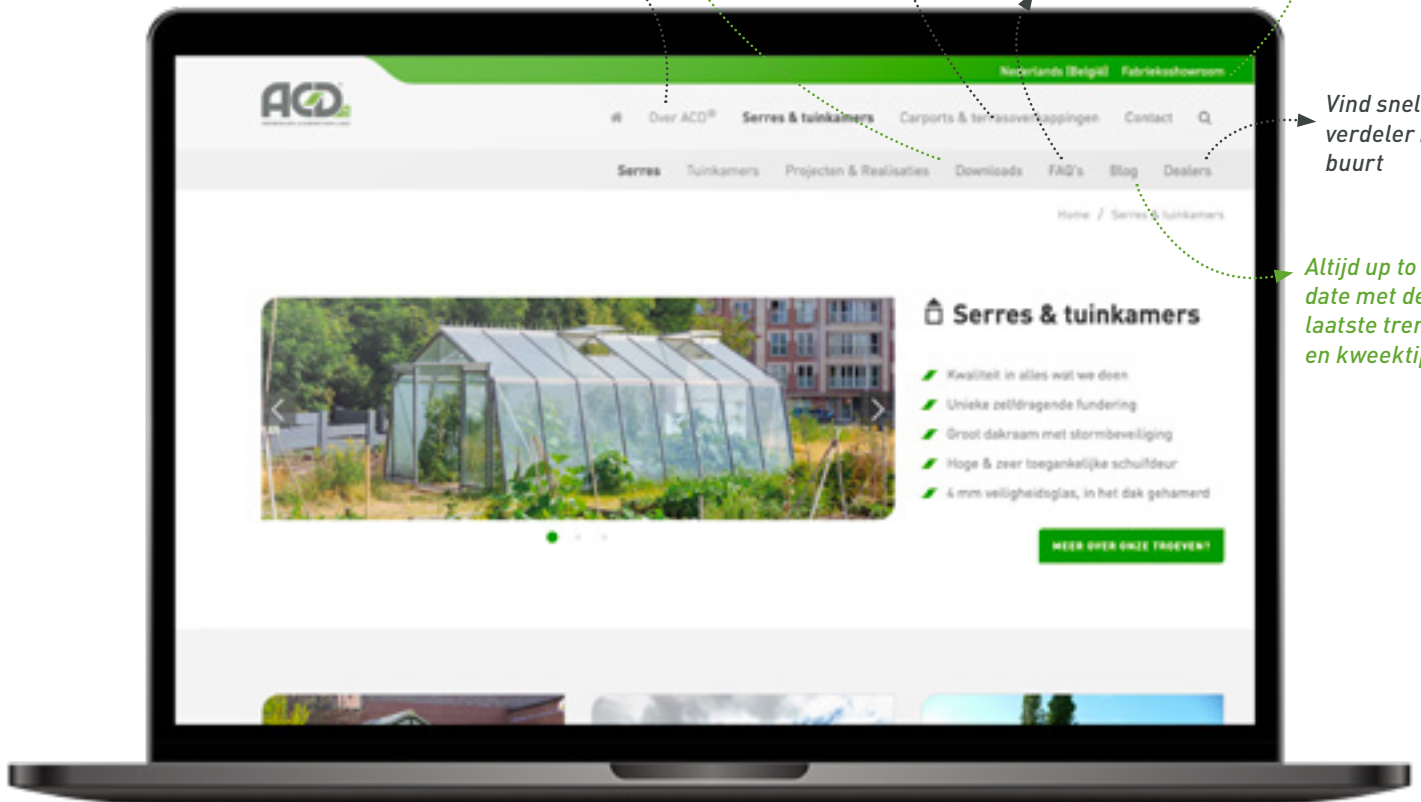 Nederlands (België) Fabrieksshowroom
ACD
Over ACD® Serres & tuinkamers Carports & terrasoverkappingen Contact
Serres Tuinkamers Projecten & Realisaties Downloads FAQ's Blog Dealers
Home / Serres & tuinkamers
Serres & tuinkamers
Kwaliteit in alles wat we doen
Unieke zelfdragende fundering
Groot dakraam met stormbeveiliging
Hoge & zeer toegankelijke schuifdeur
4 mm veiligheidsglas, in het dak gehamerd
MEER OVER ONZE TROEVEN?
Vind snel
verdeler
buurt
Altijd up to
date met de
laatste
en